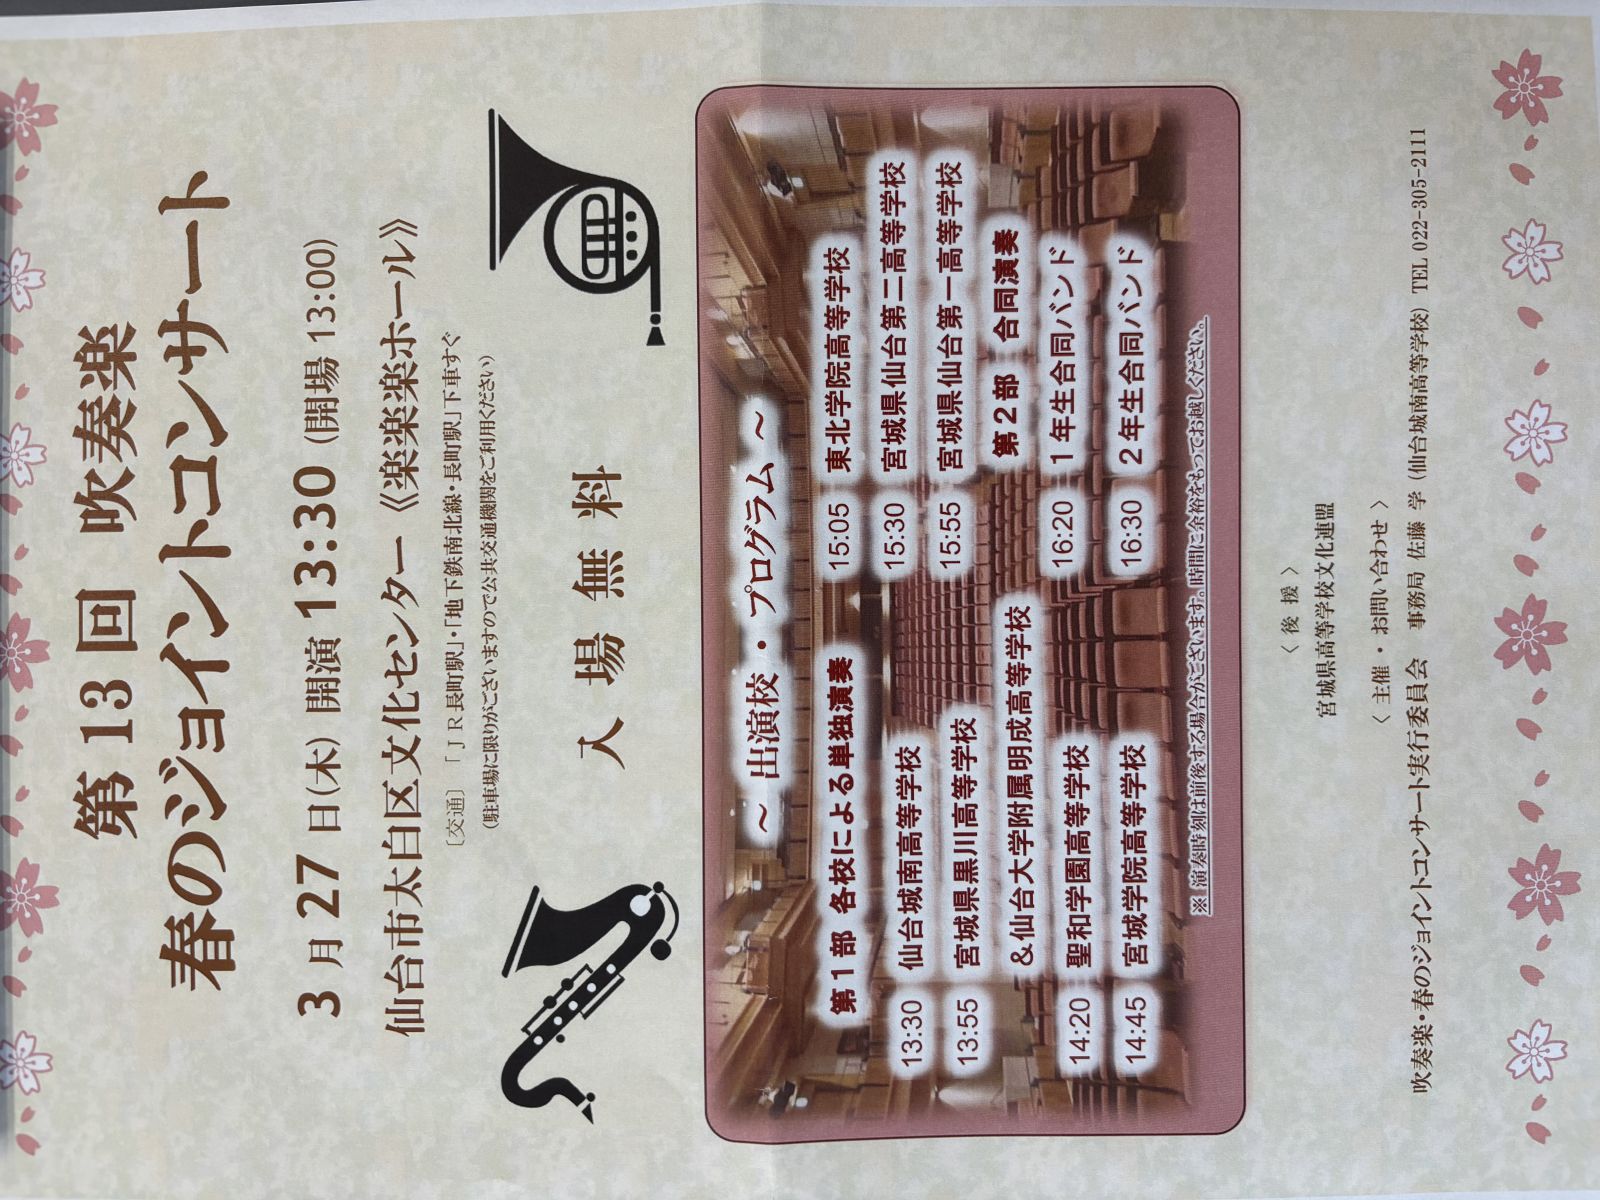 第13回 吹奏楽
春のジョイントコンサート
3月27日(木) 開演 13:30 (開場 13:00)
仙台市太白区文化センター《楽楽楽ホール》
〔交通〕「ＪＲ長町駅」・「地下鉄南北線・長町駅」下車すぐ
(駐車場に限りがございますので公共交通機関をご利用ください)
入場無料
～ 出演校・プログラム ～
第１部 各校による単独演奏
13:30 仙台城南高等学校
13:55 宮城県黒川高等学校
&仙台大学附属明成高等学校
14:20 聖和学園高等学校
14:45 宮城学院高等学校
15:05 東北学院高等学校
15:30 宮城県仙台第二高等学校
15:55 宮城県仙台第一高等学校
第２部 合同演奏
16:20 １年生合同バンド
16:30 ２年生合同バンド
※演奏時刻は前後する場合がございます。時間に余裕をもってお越しください。
〈 後 援 〉
宮城県高等学校文化連盟
〈 主催・お問い合わせ 〉
吹奏楽・春のジョイントコンサート実行委員会 事務局 佐藤 学 (仙台城南高等学校) TEL 022-305-2111